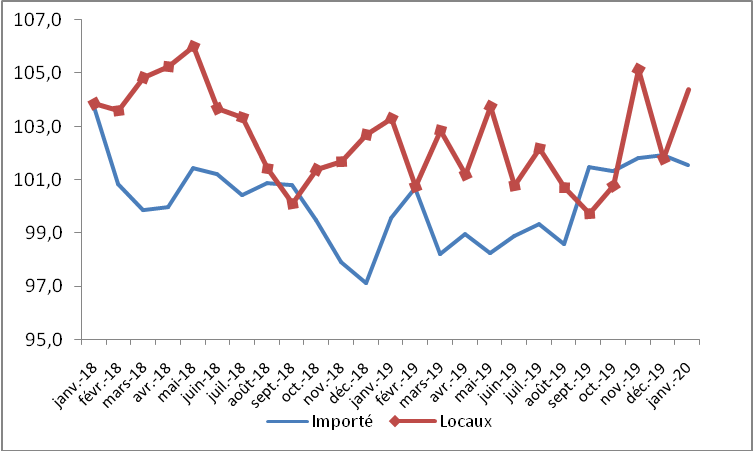 107,0
105,0
103,0
101,0
99,0
97,0
95,0
janv.-18
févr.-18
mars-18
avr.-18
mai-18
juin-18
juil.-18
août-18
sept.-18
oct.-18
nov.-18
déc.-18
janv.-19
févr.-19
mars-19
avr.-19
mai-19
juin-19
juil.-19
août-19
sept.-19
oct.-19
nov.-19
déc.-19
janv.-20
Importé
Locaux